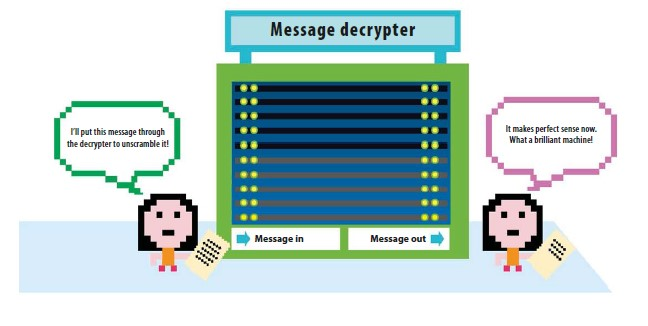 Message decrypter
I'll put this message through
the decrypter to unscramble it!
It makes perfect sense now.
What a brilliant machine!
Message in
Message out